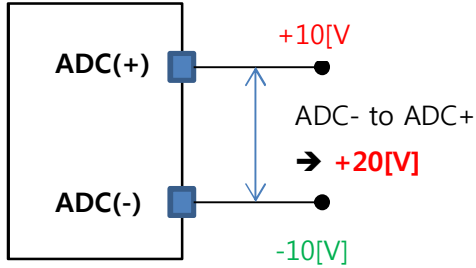 +10[V
ADC(+)
ADC- to ADC+
➔ +20[V]
ADC(-)
-10[V]